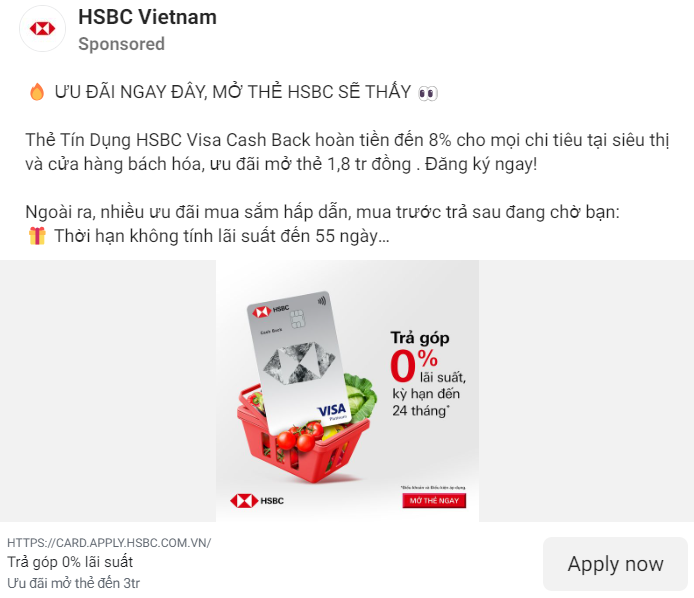 HSBC Vietnam
Sponsored
🔥 ƯU ĐÃI NGAY ĐÂY, MỞ THẺ HSBC SẼ THẤY 👀
Thẻ Tín Dụng HSBC Visa Cash Back hoàn tiền đến 8% cho mọi chi tiêu tại siêu thị
và cửa hàng bách hóa, ưu đãi mở thẻ 1,8 tr đồng . Đăng ký ngay!
Ngoài ra, nhiều ưu đãi mua sắm hấp dẫn, mua trước trả sau đang chờ bạn:
🎁 Thời hạn không tính lãi suất đến 55 ngày…
HSBC
Cash Back
VISA
Platinum
Trả góp
0%
lãi suất,
kỳ hạn đến
24 tháng*
*Điều khoản và Điều kiện áp dụng.
HSBC
MỞ THẺ NGAY
HTTPS://CARD.APPLY.HSBC.COM.VN/
Trả góp 0% lãi suất
Ưu đãi mở thẻ đến 3tr
Apply now